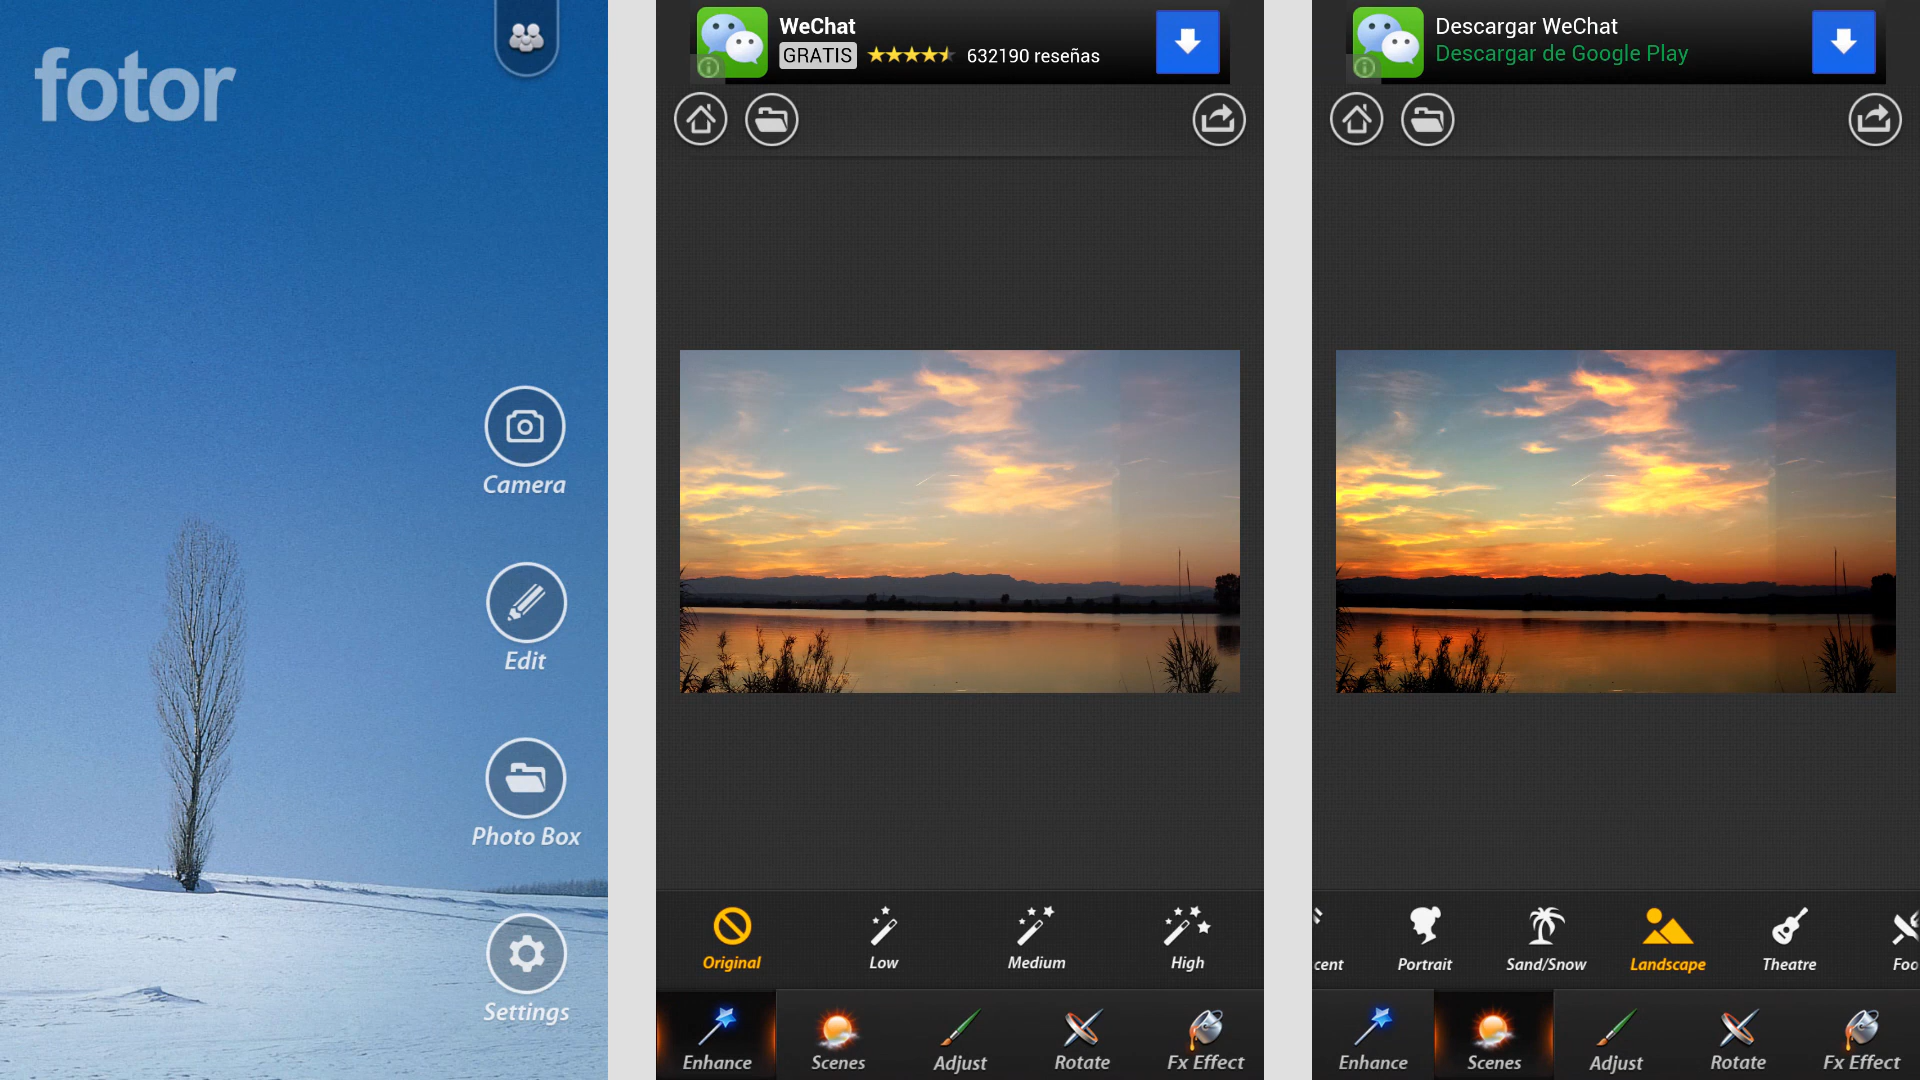 fotor
Camera
Edit
Photo Box
Settings
WeChat
GRATIS 632190 reseñas
Original Low Medium High
Enhance Scenes Adjust Rotate Fx Effect
Descargar WeChat
Descargar de Google Play
cent Portrait Sand/Snow Landscape Theatre Foo
Enhance Scenes Adjust Rotate Fx Effect